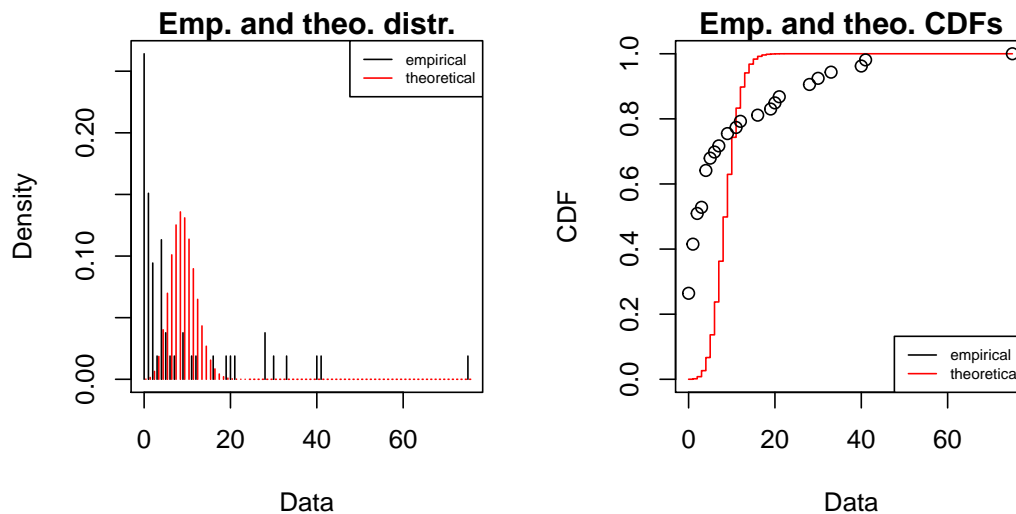 Emp. and theo. distr.
empirical
theoretical
Density
0.00
0.10
0.20
0 20 40 60
Data
Emp. and theo. CDFs
CDF
0.0
0.2
0.4
0.6
0.8
1.0
empirical
theoretical
0 20 40 60
Data